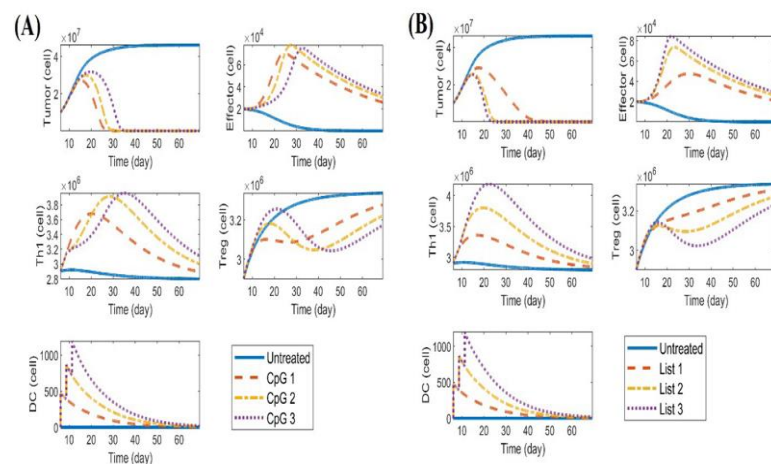 (A)
×10⁷
Tumor (cell)
4
2
10 20 30 40 50 60
Time (day)
×10⁴
Effector (cell)
8
6
4
2
10 20 30 40 50 60
Time (day)
×10⁶
Th1 (cell)
3.8
3.6
3.4
3.2
3
2.8
10 20 30 40 50 60
Time (day)
×10⁶
Treg (cell)
3.2
3
10 20 30 40 50 60
Time (day)
DC (cell)
1000
500
0
10 20 30 40 50 60
Time (day)
Untreated
CpG 1
CpG 2
CpG 3
(B)
×10⁷
Tumor (cell)
4
2
10 20 30 40 50 60
Time (day)
×10⁴
Effector (cell)
8
6
4
2
10 20 30 40 50 60
Time (day)
×10⁶
Th1 (cell)
4
3.5
3
10 20 30 40 50 60
Time (day)
×10⁶
Treg (cell)
3.2
3
10 20 30 40 50 60
Time (day)
DC (cell)
1000
500
0
10 20 30 40 50 60
Time (day)
Untreated
List 1
List 2
List 3